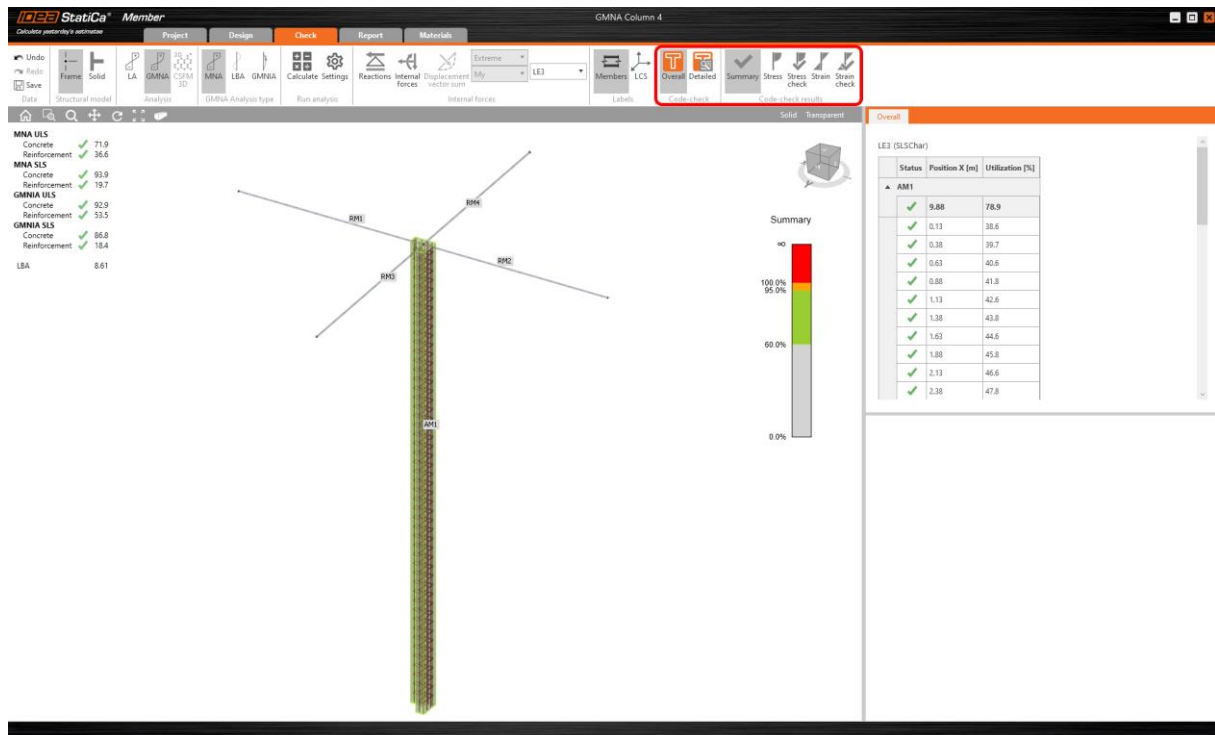 IDEA StatiCa® Member
GMNA Column 4
Calculate yesterday's estimates
Project Design Check Report Materials
Undo
Redo
Save
Frame Solid
LA GMNA CSFM 3D
MNA LBA GMNIA
Calculate Settings
Reactions Internal forces Displacement vector sum
Extreme
My
LE3
Members LCS
Overall Detailed
Summary Stress Stress check Strain Strain check
Data Structural model Analysis GMNA Analysis type Run analysis Internal forces Labels Code-check Code-check results
Solid Transparent
Overall
MNA ULS
Concrete 71.9
Reinforcement 36.6
MNA SLS
Concrete 93.9
Reinforcement 19.7
GMNIA ULS
Concrete 92.9
Reinforcement 53.5
GMNIA SLS
Concrete 86.8
Reinforcement 18.4
LBA 8.61
RM4
RM1
RM2
RM3
AM1
Summary
∞
100.0%
95.0%
60.0%
0.0%
LE3 (SLSChar)
Status Position X [m] Utilization [%]
AM1
9.88 78.9
0.13 38.6
0.38 39.7
0.63 40.6
0.88 41.8
1.13 42.6
1.38 43.8
1.63 44.6
1.88 45.8
2.13 46.6
2.38 47.8